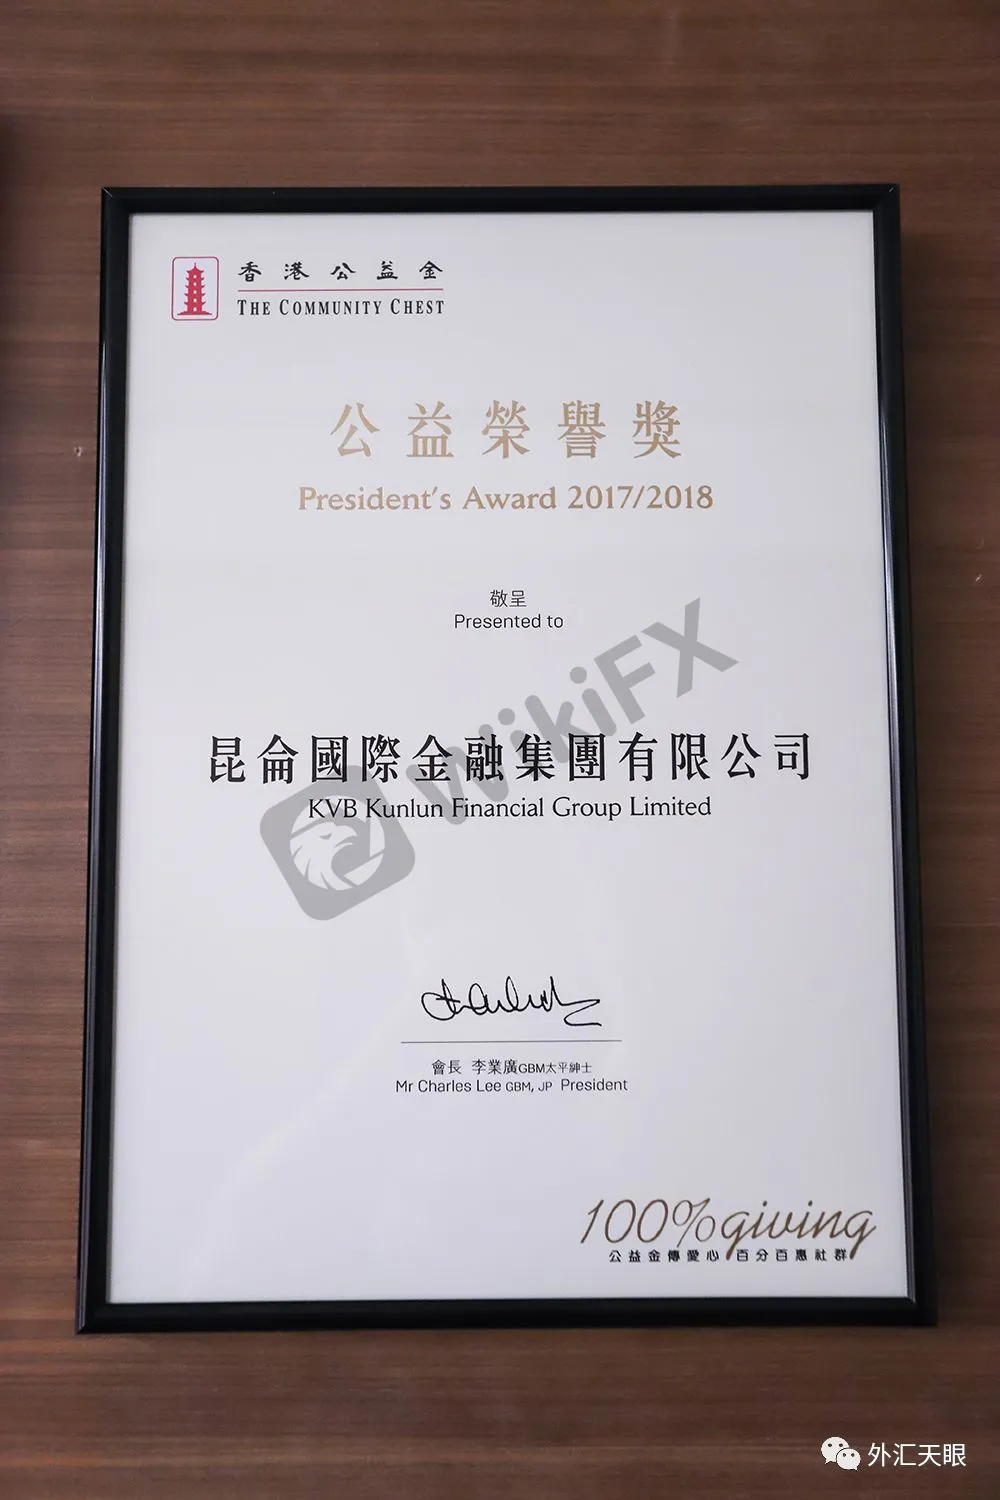 香港公益金
THE COMMUNITY CHEST
公益榮譽獎
President's Award 2017/2018
敬呈
Presented to
WikiFX
昆侖國際金融集團有限公司
KVB Kunlun Financial Group Limited
會長 李業廣GBM太平紳士
Mr Charles Lee GBM, JP President
100%giving
公益金傳愛心 百分百惠社群
外汇天眼